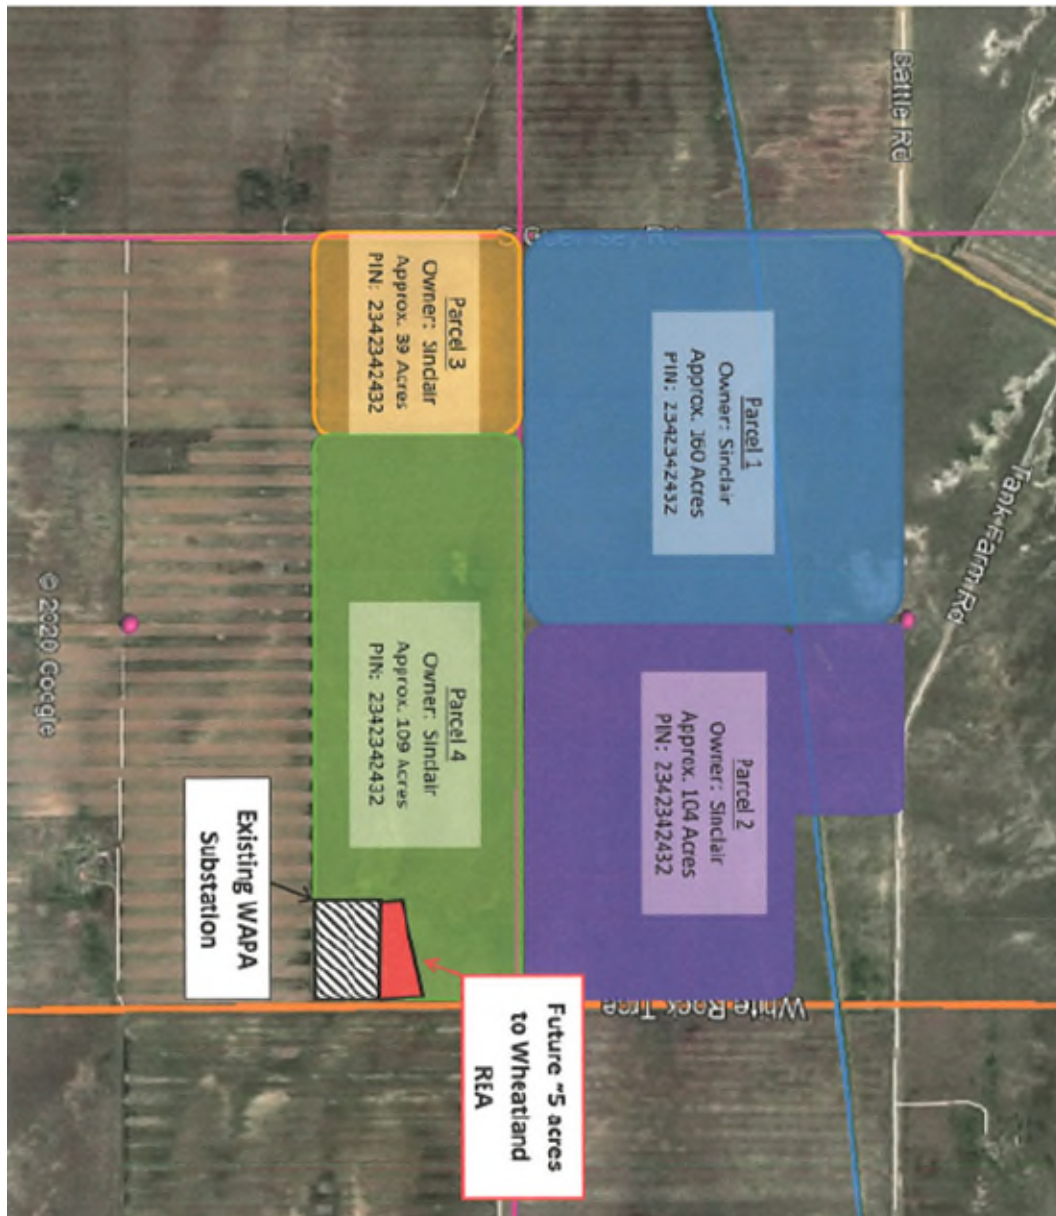 Battle Rd
Tank Farm Rd
Parcel 1
Owner: Sinclair
Approx. 160 Acres
PIN: 2342342432
Parcel 2
Owner: Sinclair
Approx. 104 Acres
PIN: 2342342432
Parcel 3
Owner: Sinclair
Approx. 39 Acres
PIN: 2342342432
Parcel 4
Owner: Sinclair
Approx. 109 Acres
PIN: 2342342432
White Rock
Future ~5 acres
to Wheatland
REA
Existing WAPA
Substation
© 2020 Google